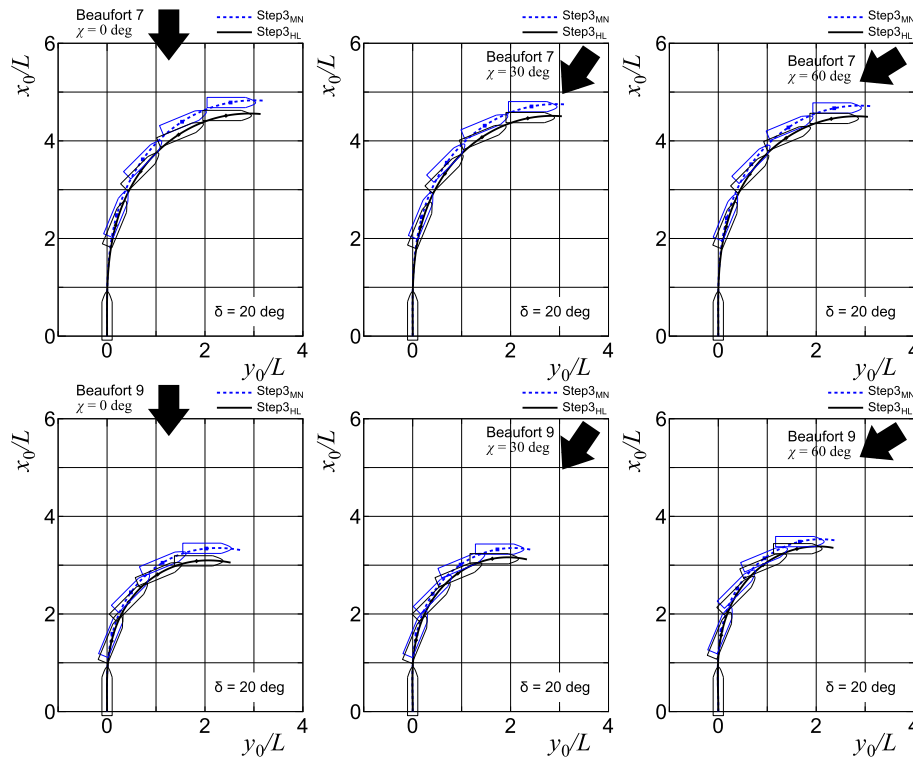 Beaufort 7
χ = 0 deg
Step3MN
Step3HL
x0/L
6
4
2
0
δ = 20 deg
0 2 4
y0/L
Step3MN
Step3HL
Beaufort 7
χ = 30 deg
x0/L
6
4
2
0
δ = 20 deg
0 2 4
y0/L
Step3MN
Step3HL
Beaufort 7
χ = 60 deg
x0/L
6
4
2
0
δ = 20 deg
0 2 4
y0/L
Beaufort 9
χ = 0 deg
Step3MN
Step3HL
x0/L
6
4
2
0
δ = 20 deg
0 2 4
y0/L
Step3MN
Step3HL
Beaufort 9
χ = 30 deg
x0/L
6
4
2
0
δ = 20 deg
0 2 4
y0/L
Step3MN
Step3HL
Beaufort 9
χ = 60 deg
x0/L
6
4
2
0
δ = 20 deg
0 2 4
y0/L